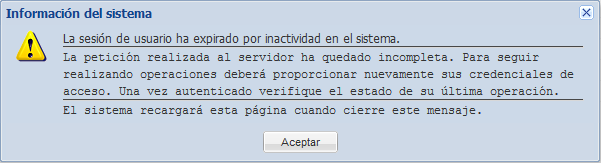 Información del sistema
La sesión de usuario ha expirado por inactividad en el sistema.
La petición realizada al servidor ha quedado incompleta. Para seguir
realizando operaciones deberá proporcionar nuevamente sus credenciales de
acceso. Una vez autenticado verifique el estado de su última operación.
El sistema recargará esta página cuando cierre este mensaje.
Aceptar